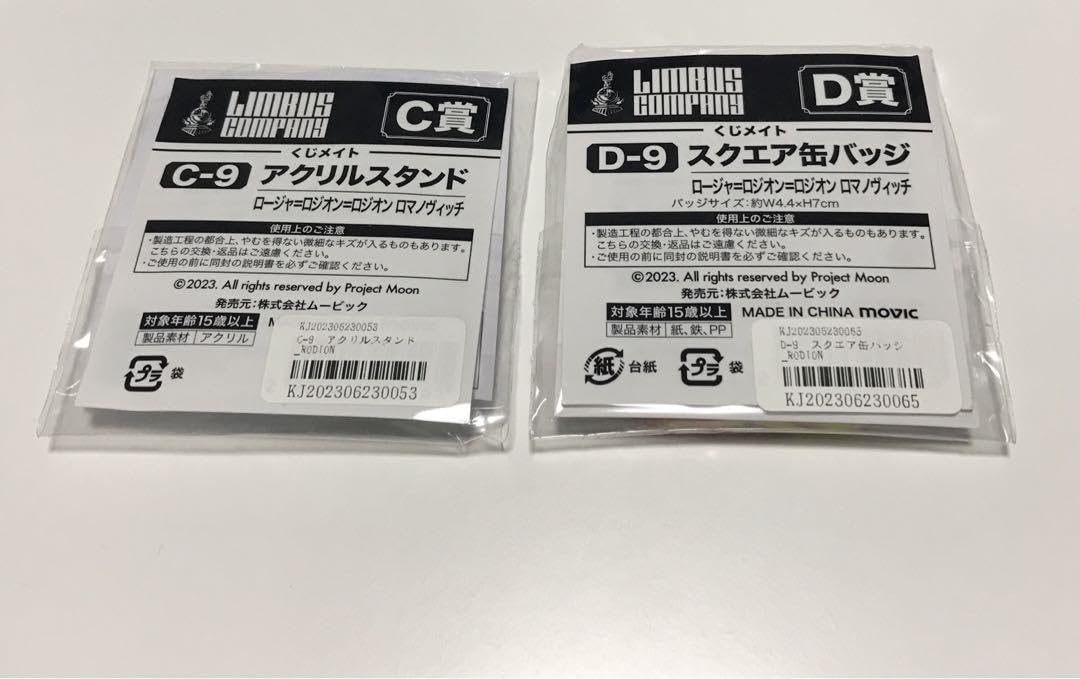 LIMBUS
COMPANY
C賞
くじメイト
C-9 アクリルスタンド
ロージャ=ロジオン=ロジオン ロマノヴィッチ
使用上のご注意
・製造工程の都合上、やむを得ない微細なキズが入るものもあります。
こちらの交換・返品はご遠慮ください。
・ご使用の前に同封の説明書を必ずご確認ください。
©2023. All rights reserved by Project Moon
発売元:株式会社ムービック
対象年齢15歳以上
製品素材 アクリル
プラ 袋
KJ202306230053
C-9 アクリルスタンド
_RODION
KJ202306230053
LIMBUS
COMPANY
D賞
くじメイト
D-9 スクエア缶バッジ
ロージャ=ロジオン=ロジオン ロマノヴィッチ
バッジサイズ:約W4.4×H7cm
使用上のご注意
・製造工程の都合上、やむを得ない微細なキズが入るものもあります。
こちらの交換・返品はご遠慮ください。
・ご使用の前に同封の説明書を必ずご確認ください。
©2023. All rights reserved by Project Moon
発売元:株式会社ムービック
対象年齢15歳以上 MADE IN CHINA movic
製品素材 紙、鉄、PP
紙 台紙 プラ 袋
KJ202306230065
D-9 スクエア缶バッジ
_RODION
KJ202306230065